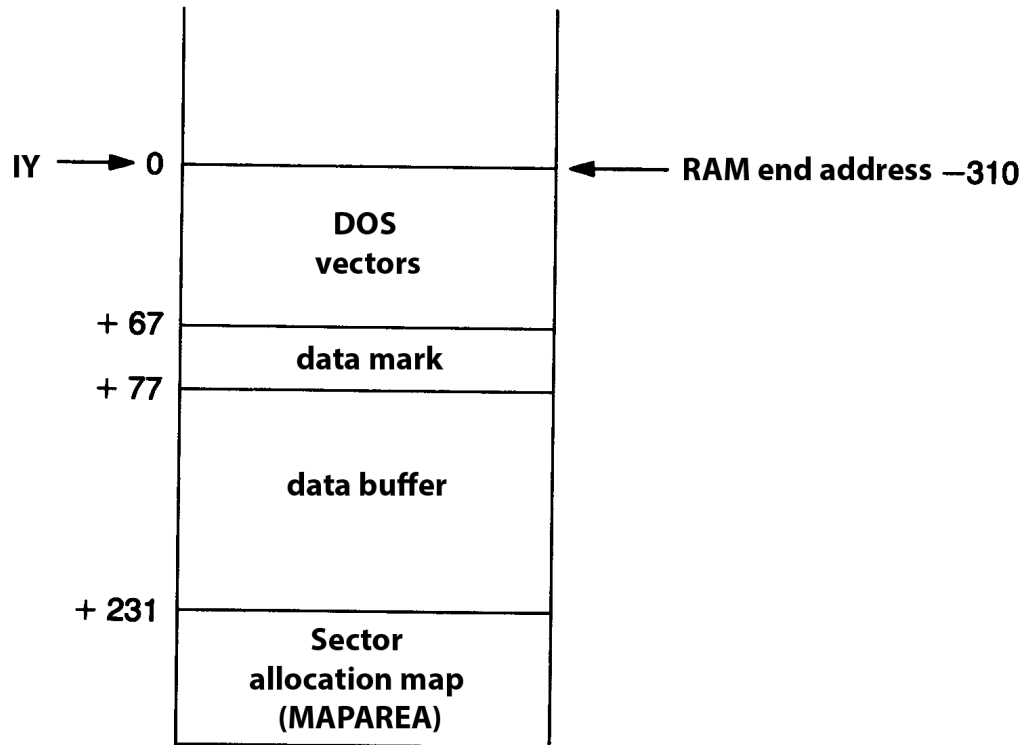 IY
0
RAM end address −310
DOS
vectors
+ 67
data mark
+ 77
data buffer
+ 231
Sector
allocation map
(MAPAREA)